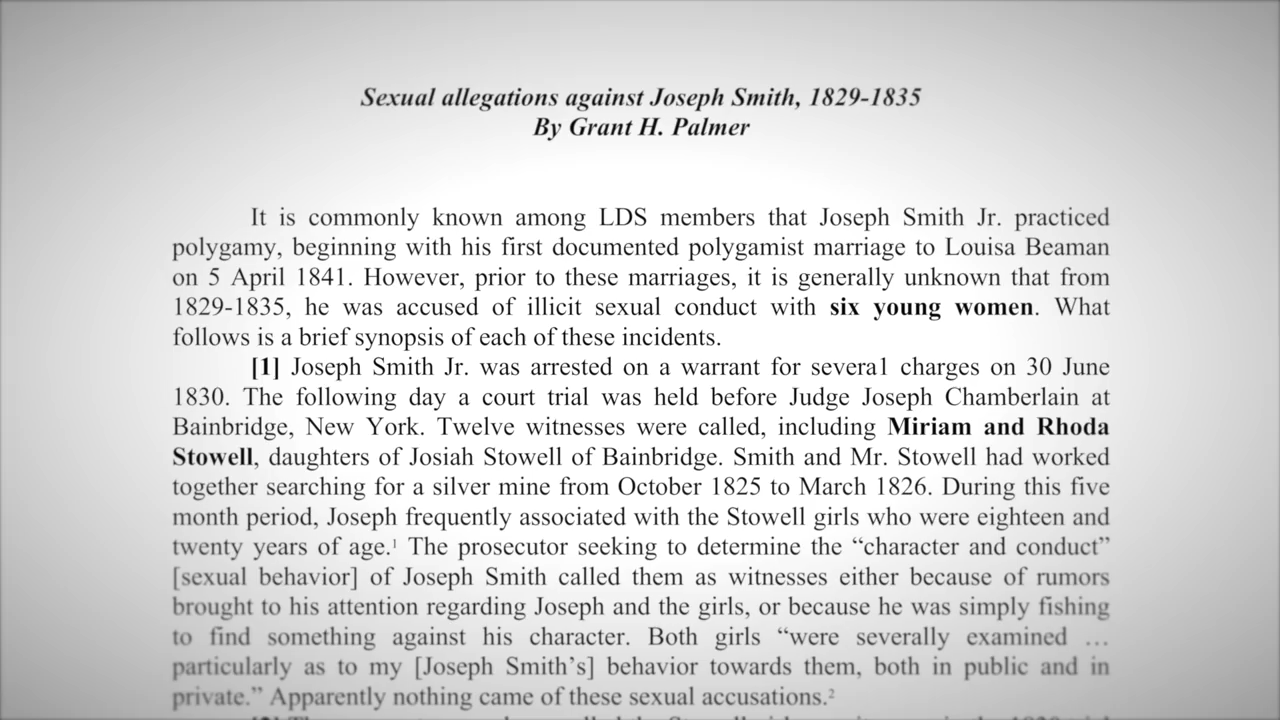 Sexual allegations against Joseph Smith, 1829-1835
By Grant H. Palmer
It is commonly known among LDS members that Joseph Smith Jr. practiced
polygamy, beginning with his first documented polygamist marriage to Louisa Beaman
on 5 April 1841. However, prior to these marriages, it is generally unknown that from
1829-1835, he was accused of illicit sexual conduct with six young women. What
follows is a brief synopsis of each of these incidents.
[1] Joseph Smith Jr. was arrested on a warrant for severa1 charges on 30 June
1830. The following day a court trial was held before Judge Joseph Chamberlain at
Bainbridge, New York. Twelve witnesses were called, including Miriam and Rhoda
Stowell, daughters of Josiah Stowell of Bainbridge. Smith and Mr. Stowell had worked
together searching for a silver mine from October 1825 to March 1826. During this five
month period, Joseph frequently associated with the Stowell girls who were eighteen and
twenty years of age.¹ The prosecutor seeking to determine the “character and conduct”
[sexual behavior] of Joseph Smith called them as witnesses either because of rumors
brought to his attention regarding Joseph and the girls, or because he was simply fishing
to find something against his character. Both girls “were severally examined …
particularly as to my [Joseph Smith’s] behavior towards them, both in public and in
private.” Apparently nothing came of these sexual accusations.²